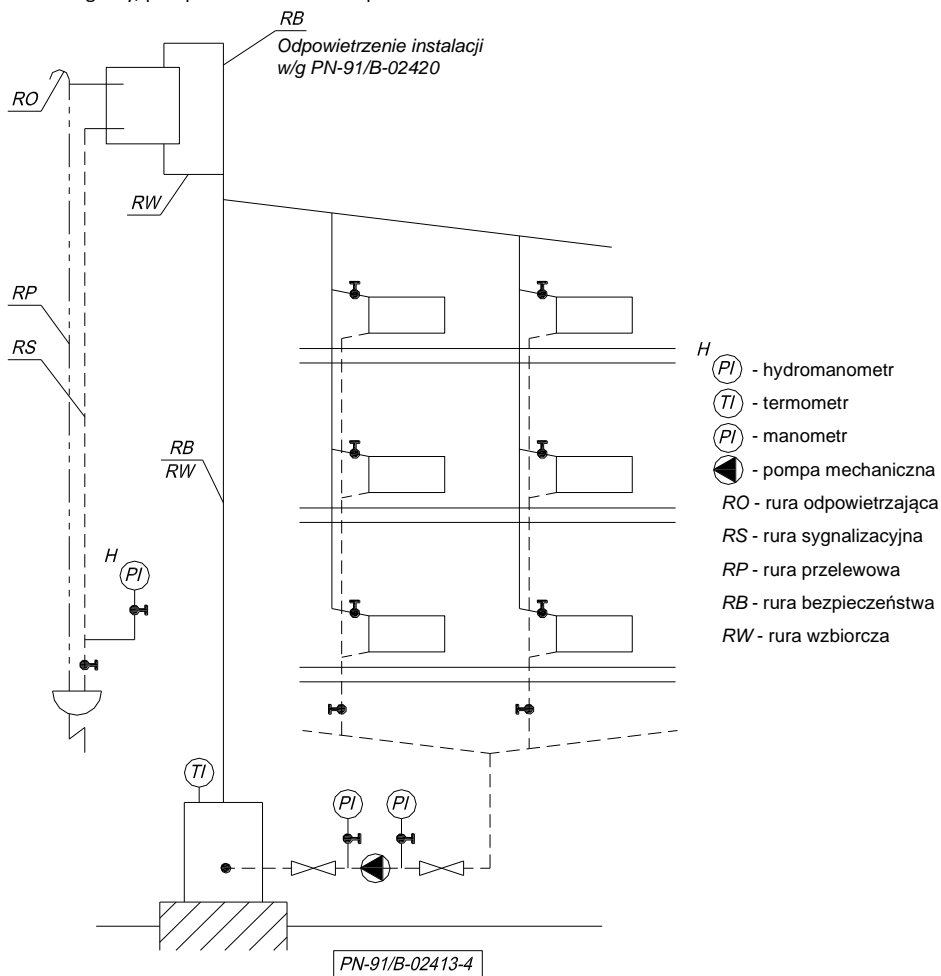 RB
Odpowietrzenie instalacji
w/g PN-91/B-02420
RO
RW
RP
RS
RB
RW
H
PI
TI
PI
PI
H
PI - hydromanometr
TI - termometr
PI - manometr
- pompa mechaniczna
RO - rura odpowietrzająca
RS - rura sygnalizacyjna
RP - rura przelewowa
RB - rura bezpieczeństwa
RW - rura wzbiorcza
PN-91/B-02413-4